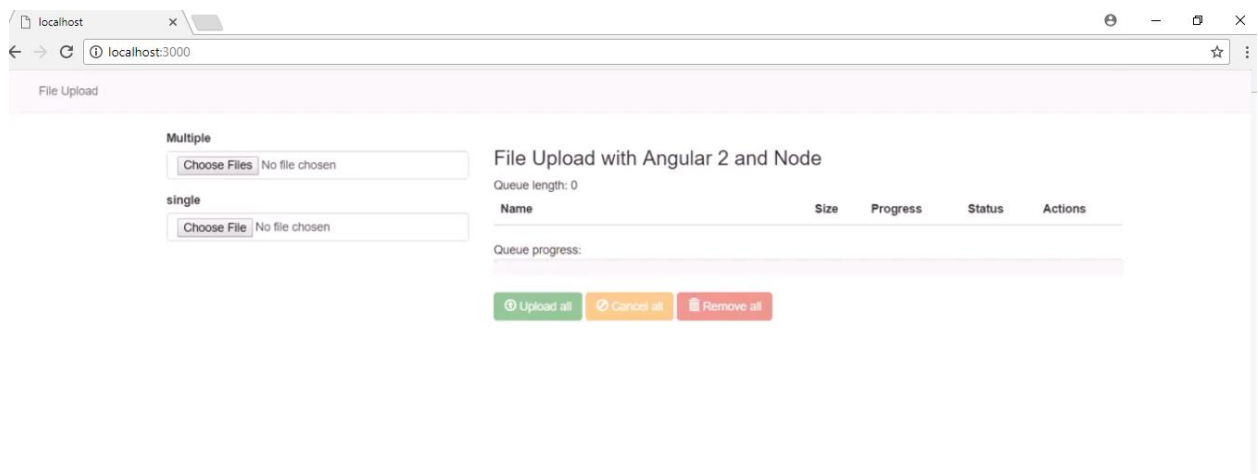 localhost
localhost:3000
File Upload
Multiple
Choose Files No file chosen
single
Choose File No file chosen
File Upload with Angular 2 and Node
Queue length: 0
Name Size Progress Status Actions
Queue progress:
Upload all Cancel all Remove all